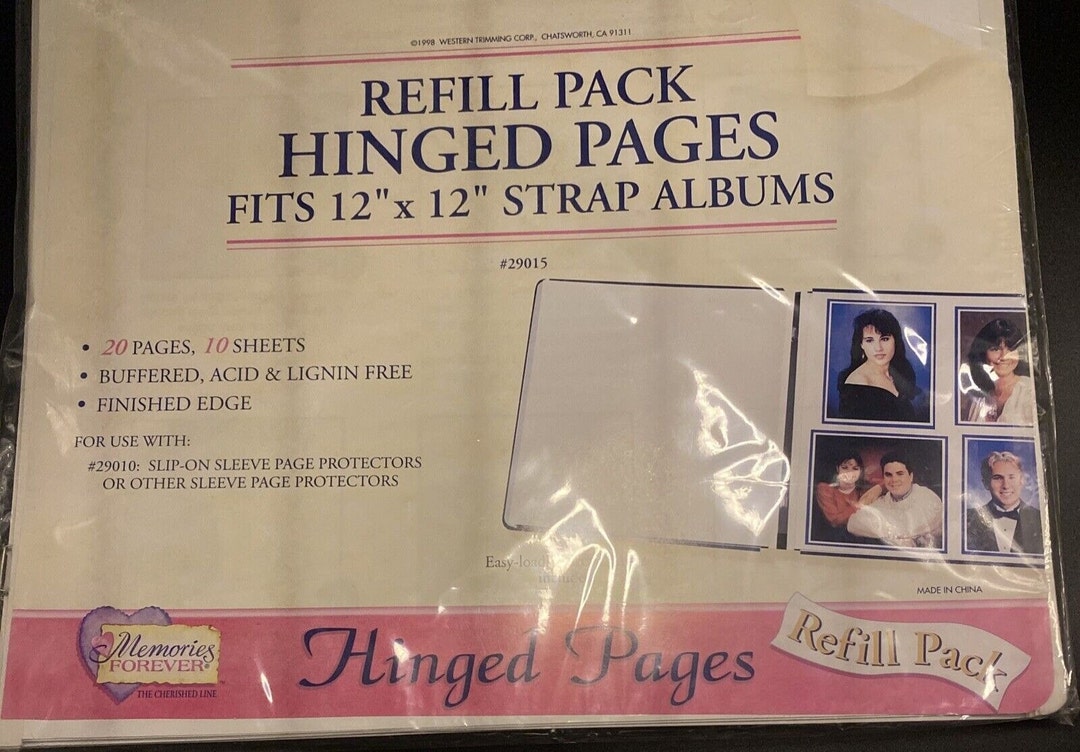 ©1998 WESTERN TRIMMING CORP., CHATSWORTH, CA 91311
REFILL PACK
HINGED PAGES
FITS 12"x 12" STRAP ALBUMS
#29015
• 20 PAGES, 10 SHEETS
• BUFFERED, ACID & LIGNIN FREE
• FINISHED EDGE
FOR USE WITH:
#29010: SLIP-ON SLEEVE PAGE PROTECTORS
OR OTHER SLEEVE PAGE PROTECTORS
MADE IN CHINA
Memories
FOREVER®
THE CHERISHED LINE
Hinged Pages
Refill Pack